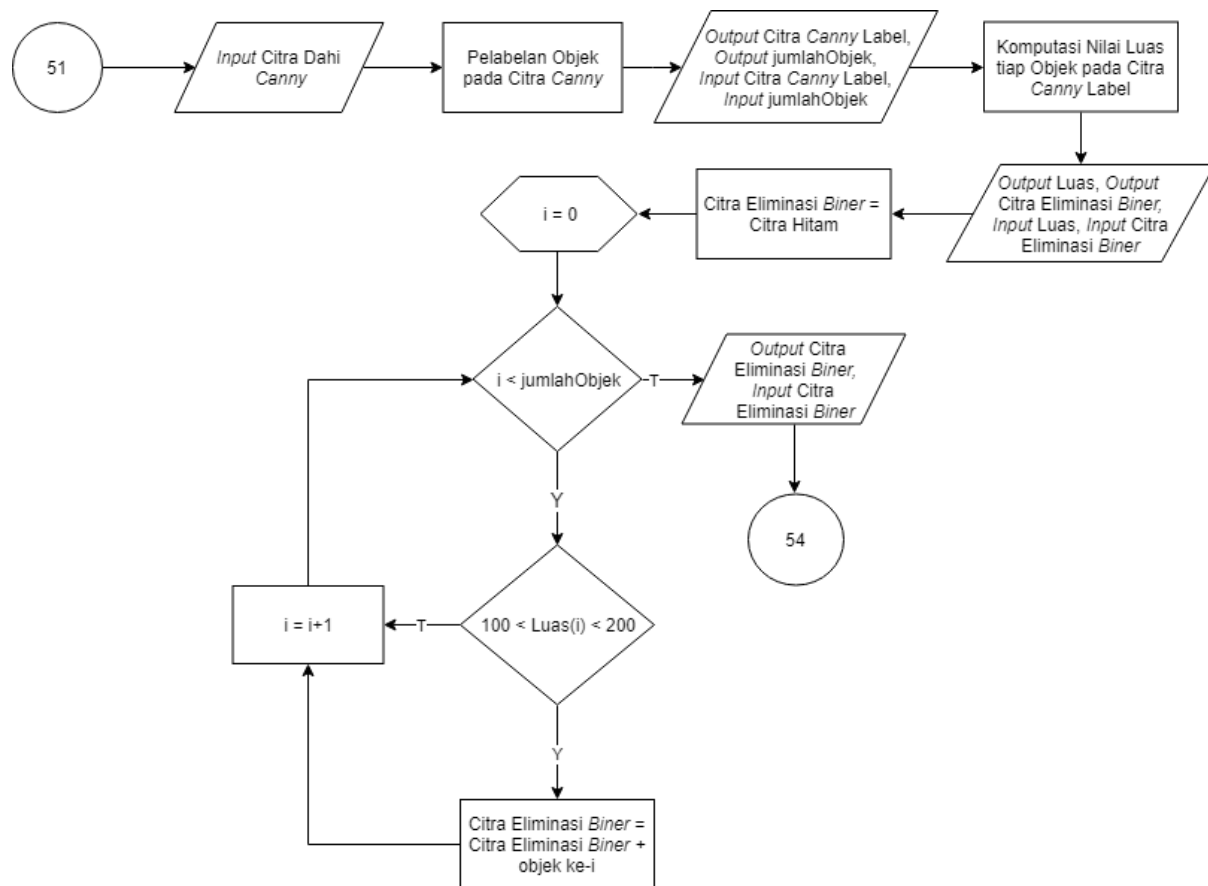 51
Input Citra Dahi
Canny
Pelabelan Objek
pada Citra Canny
Output Citra Canny Label,
Output jumlahObjek,
Input Citra Canny Label,
Input jumlahObjek
Komputasi Nilai Luas
tiap Objek pada Citra
Canny Label
Output Luas, Output
Citra Eliminasi Biner,
Input Luas, Input Citra
Eliminasi Biner
Citra Eliminasi Biner =
Citra Hitam
i = 0
i < jumlahObjek
T
Output Citra
Eliminasi Biner,
Input Citra
Eliminasi Biner
54
Y
100 < Luas(i) < 200
T
i = i+1
Y
Citra Eliminasi Biner =
Citra Eliminasi Biner +
objek ke-i